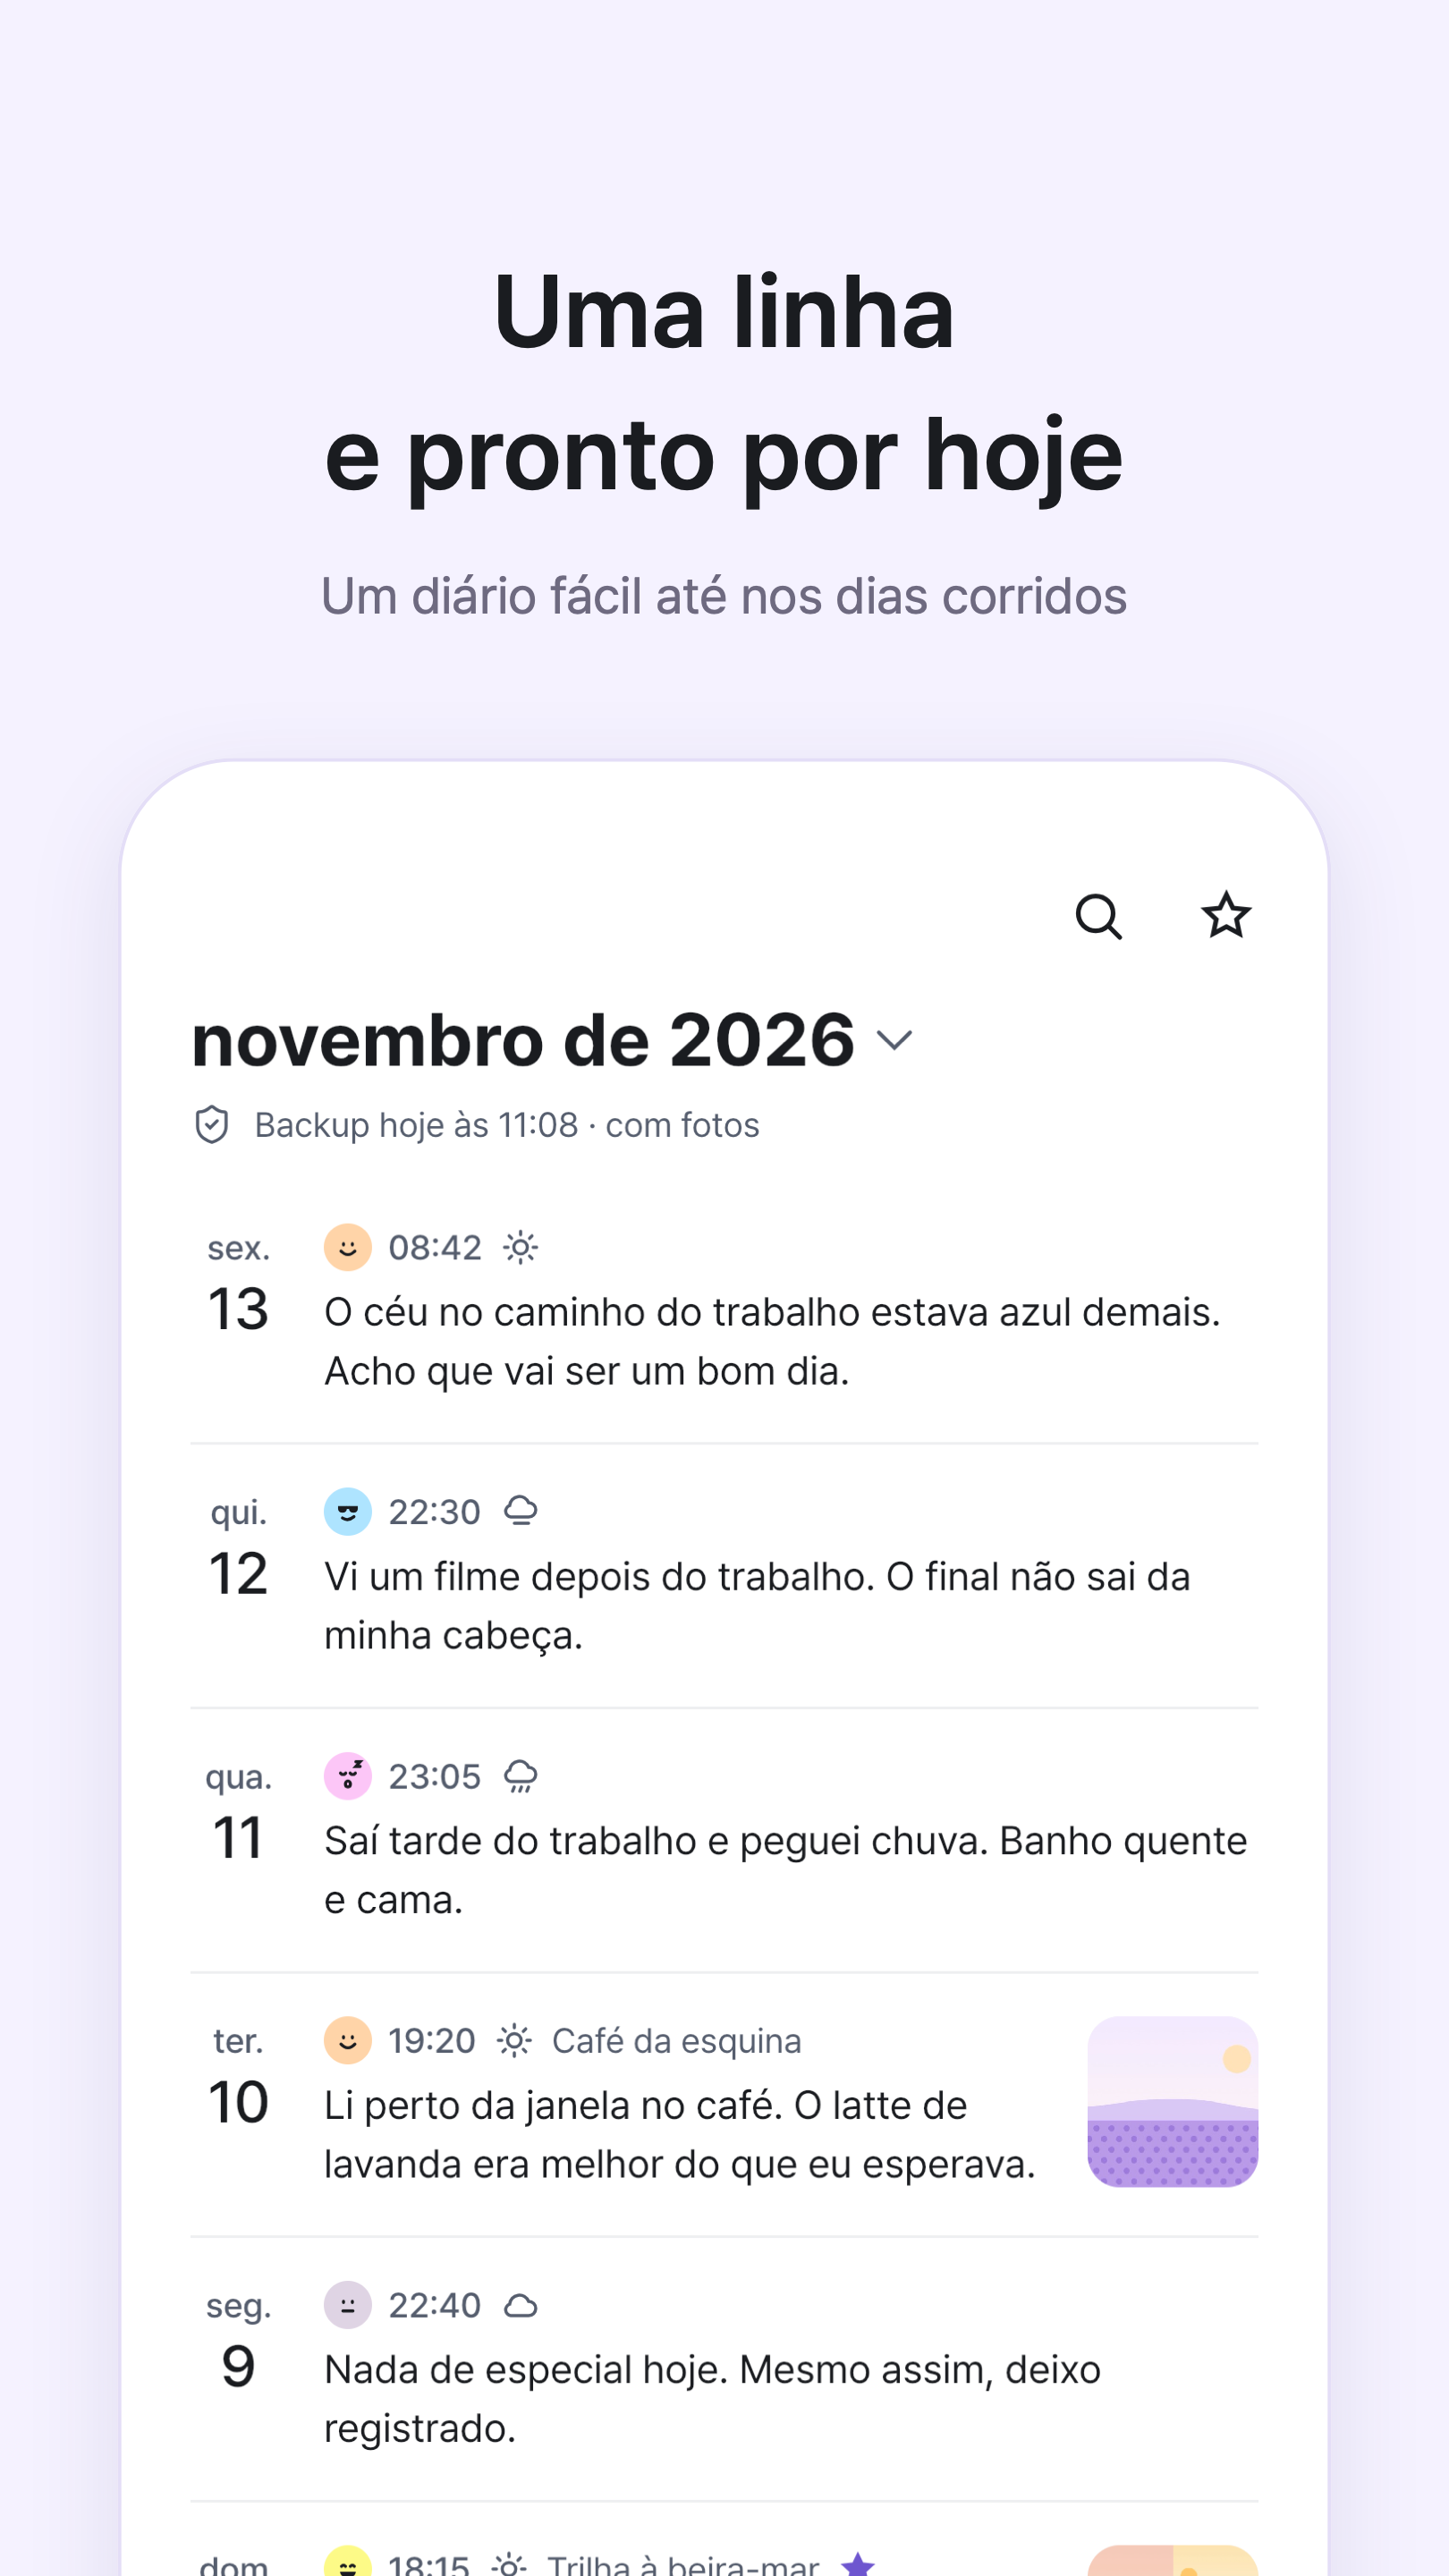 Uma linha
e pronto por hoje
Um diário fácil até nos dias corridos
novembro de 2026
Backup hoje às 11:08 · com fotos
sex.
13
08:42
O céu no caminho do trabalho estava azul demais.
Acho que vai ser um bom dia.
qui.
12
22:30
Vi um filme depois do trabalho. O final não sai da
minha cabeça.
qua.
11
23:05
Saí tarde do trabalho e peguei chuva. Banho quente
e cama.
ter.
10
19:20 Café da esquina
Li perto da janela no café. O latte de
lavanda era melhor do que eu esperava.
seg.
9
22:40
Nada de especial hoje. Mesmo assim, deixo
registrado.
dom
18:15 Trilha à beira-mar